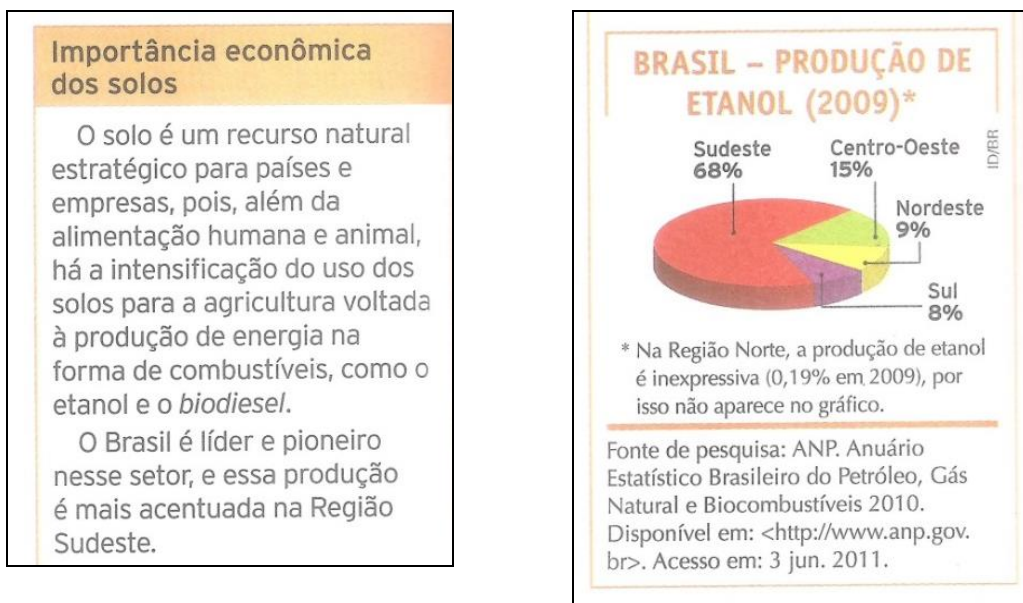 Importância econômica
dos solos
O solo é um recurso natural
estratégico para países e
empresas, pois, além da
alimentação humana e animal,
há a intensificação do uso dos
solos para a agricultura voltada
à produção de energia na
forma de combustíveis, como o
etanol e o biodiesel.
O Brasil é líder e pioneiro
nesse setor, e essa produção
é mais acentuada na Região
Sudeste.
BRASIL – PRODUÇÃO DE
ETANOL (2009)*
Sudeste
68%
Centro-Oeste
15%
Nordeste
9%
Sul
8%
ID/BR
* Na Região Norte, a produção de etanol
é inexpressiva (0,19% em 2009), por
isso não aparece no gráfico.
Fonte de pesquisa: ANP. Anuário
Estatístico Brasileiro do Petróleo, Gás
Natural e Biocombustíveis 2010.
Disponível em: <http://www.anp.gov.
br>. Acesso em: 3 jun. 2011.